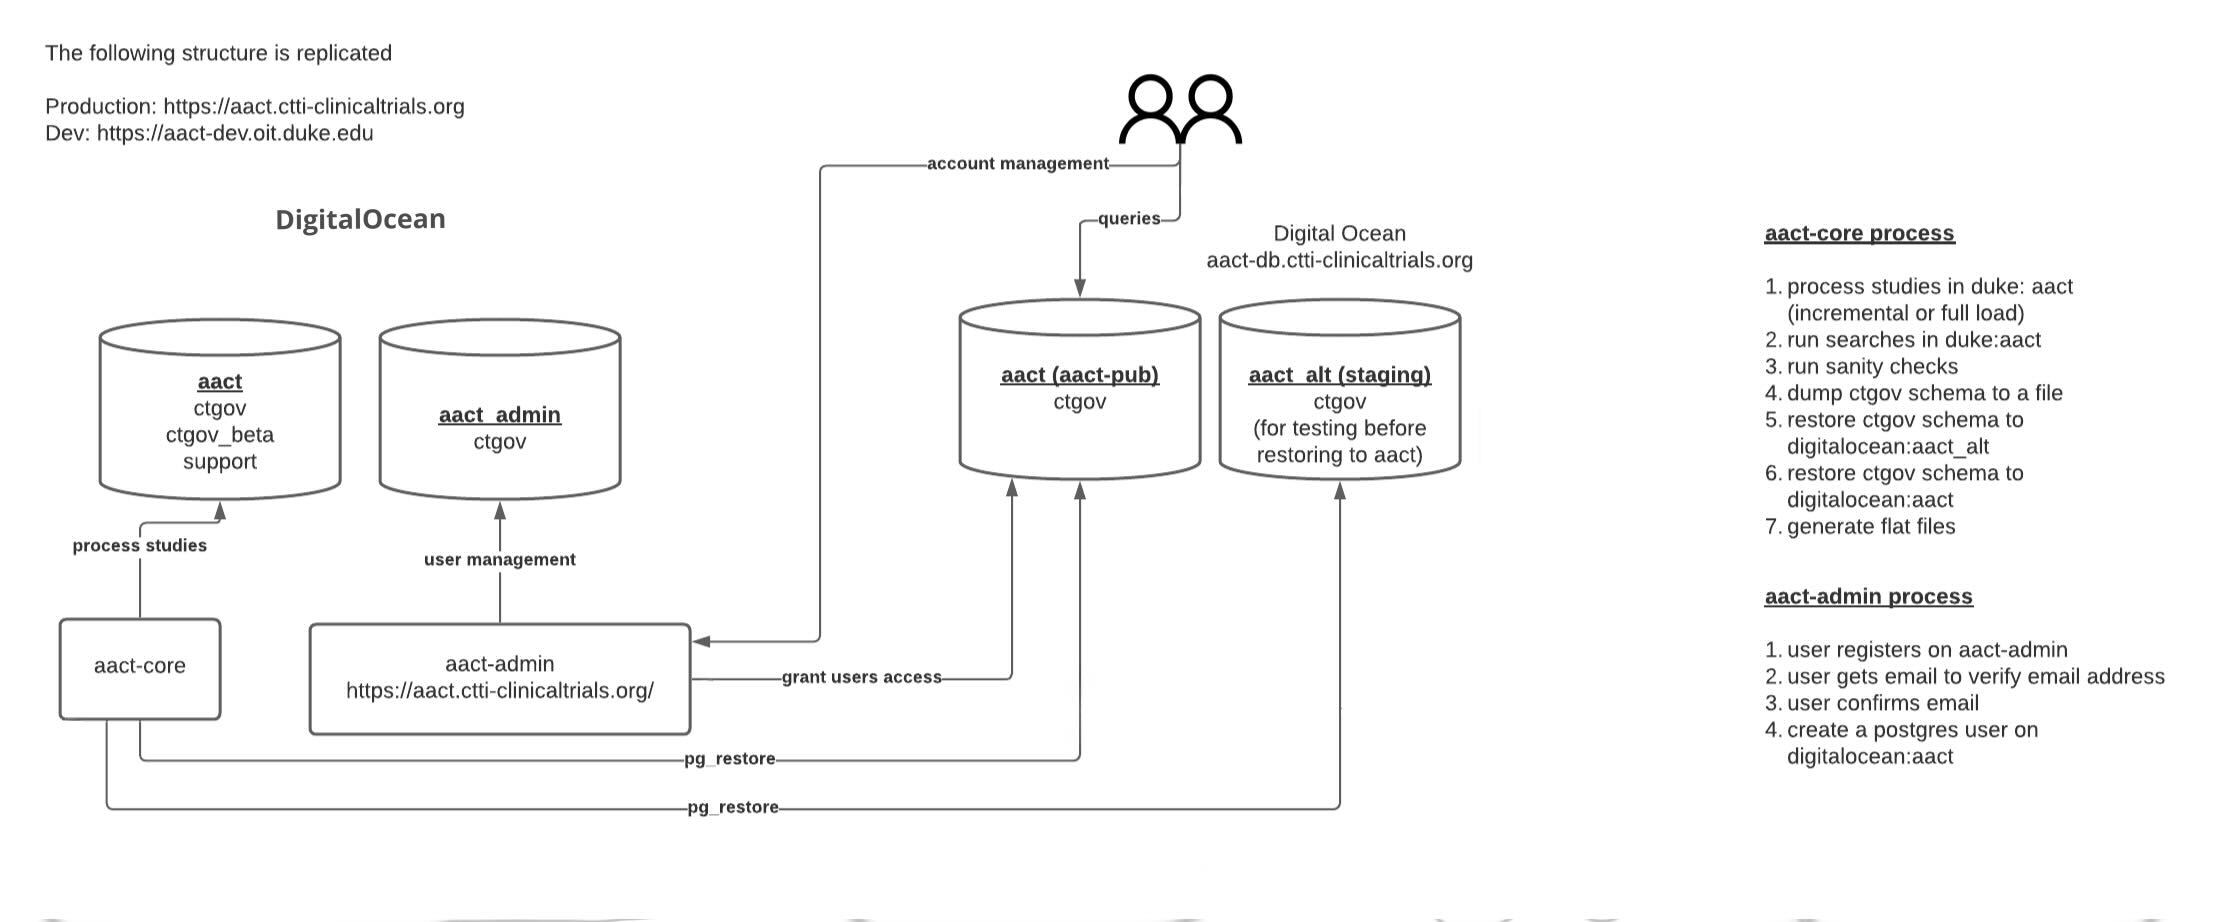 The following structure is replicated
Production: https://aact.ctti-clinicaltrials.org
Dev: https://aact-dev.oit.duke.edu
DigitalOcean
account management
queries
Digital Ocean
aact-db.ctti-clinicaltrials.org
aact
ctgov
ctgov_beta
support
aact_admin
ctgov
aact (aact-pub)
ctgov
aact_alt (staging)
ctgov
(for testing before
restoring to aact)
process studies
user management
aact-core
aact-admin
https://aact.ctti-clinicaltrials.org/
grant users access
pg_restore
pg_restore
aact-core process
1. process studies in duke: aact
(incremental or full load)
2. run searches in duke:aact
3. run sanity checks
4. dump ctgov schema to a file
5. restore ctgov schema to
digitalocean:aact_alt
6. restore ctgov schema to
digitalocean:aact
7. generate flat files
aact-admin process
1. user registers on aact-admin
2. user gets email to verify email address
3. user confirms email
4. create a postgres user on
digitalocean:aact